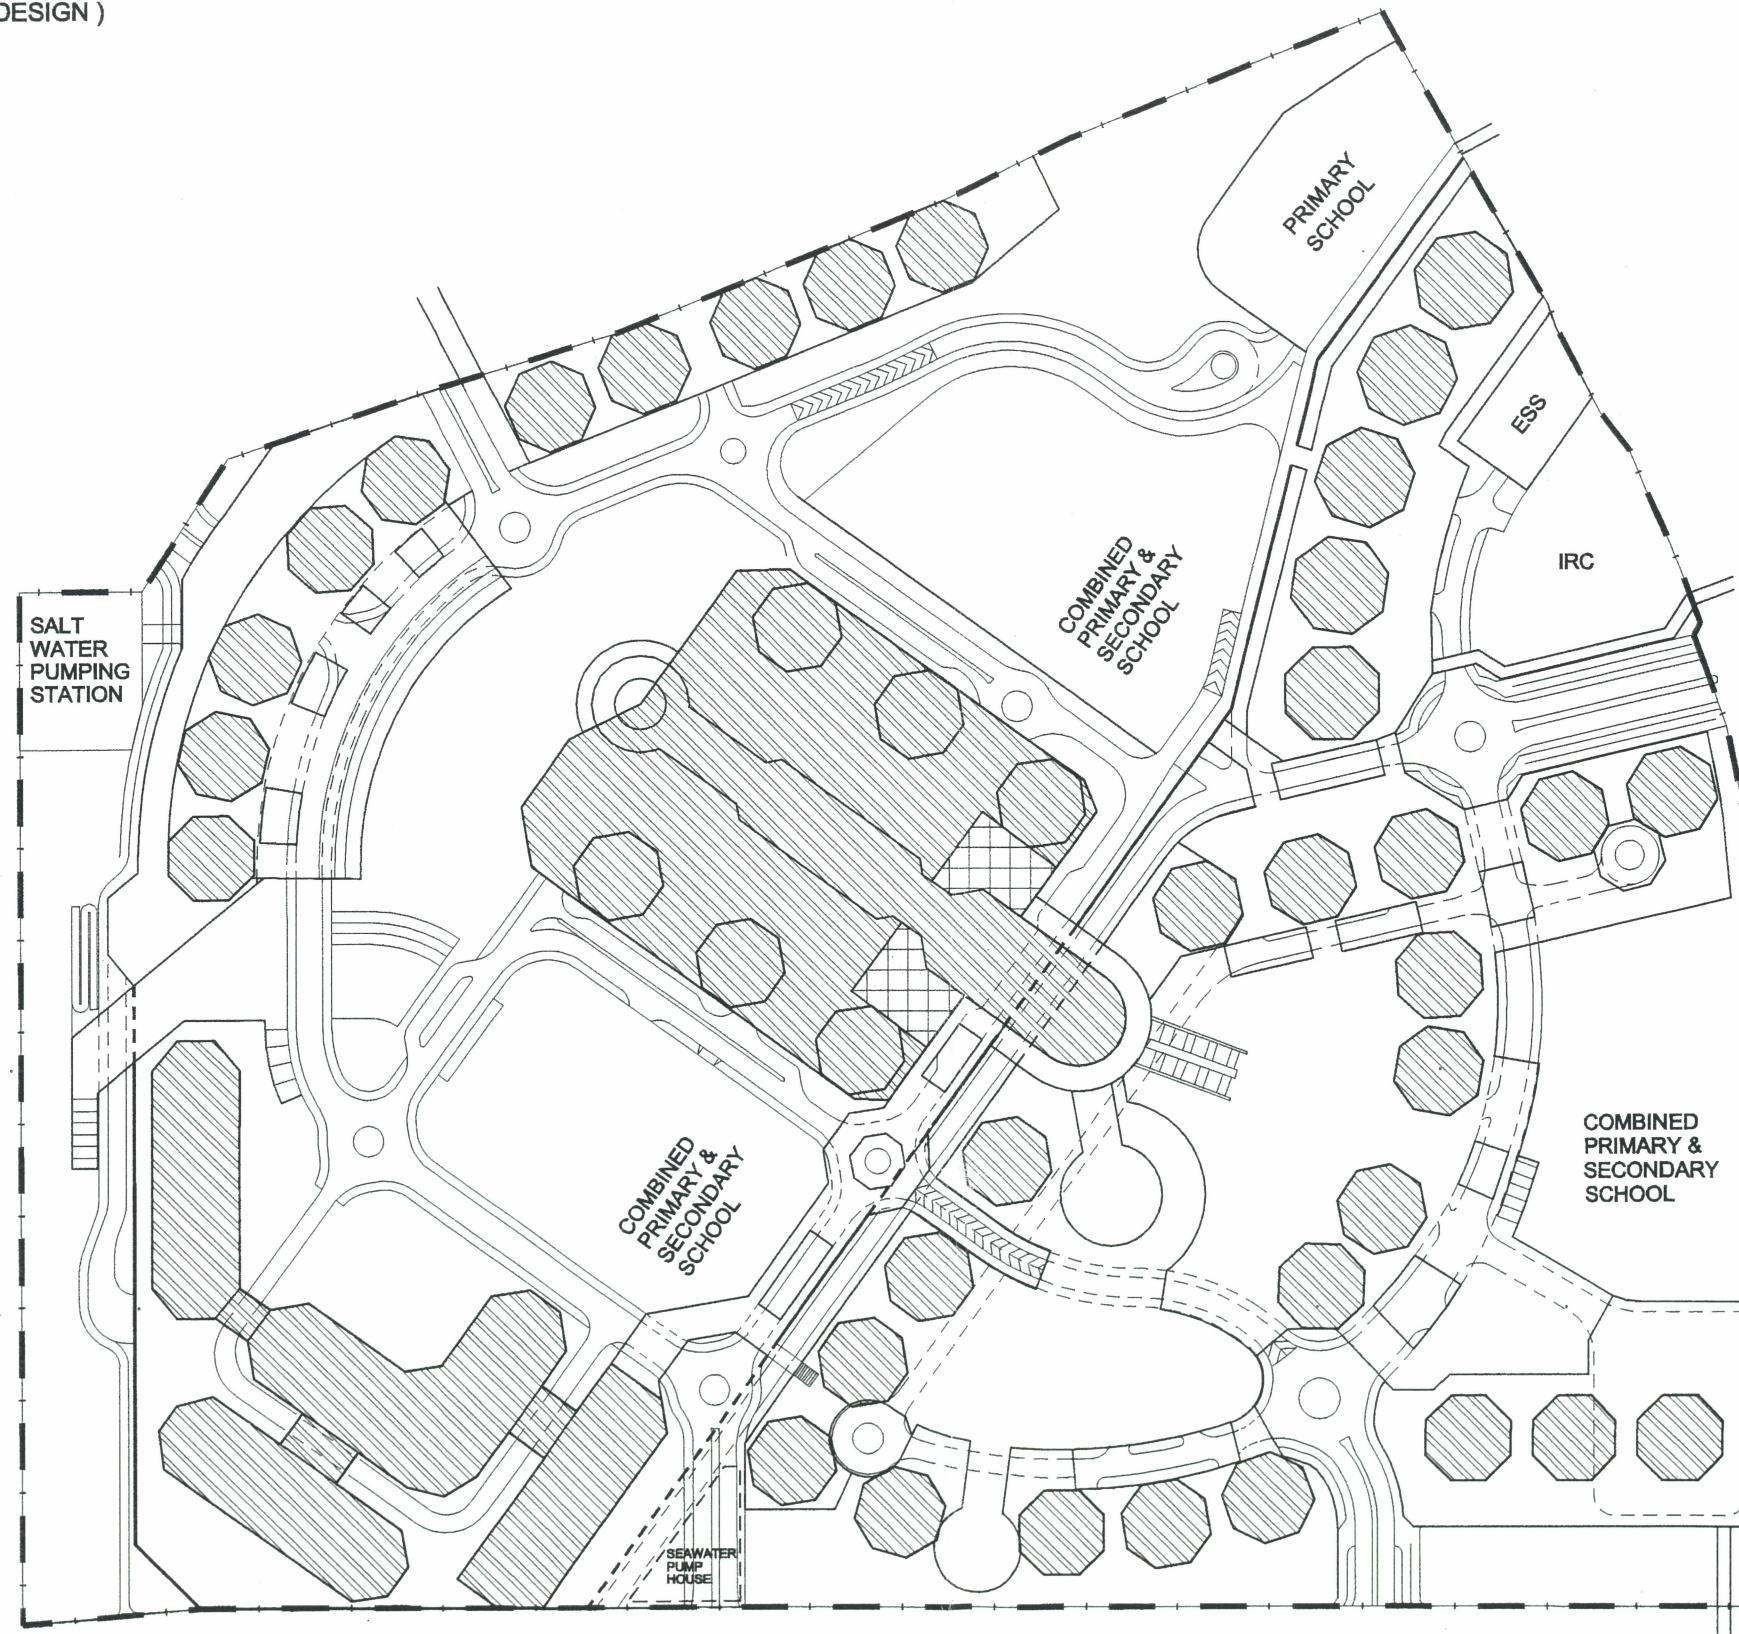 DESIGN )
PRIMARY
SCHOOL
ESS
IRC
COMBINED
PRIMARY &
SECONDARY
SCHOOL
SALT
WATER
PUMPING
STATION
COMBINED
PRIMARY &
SECONDARY
SCHOOL
COMBINED
PRIMARY &
SECONDARY
SCHOOL
SEAWATER
PUMP
HOUSE